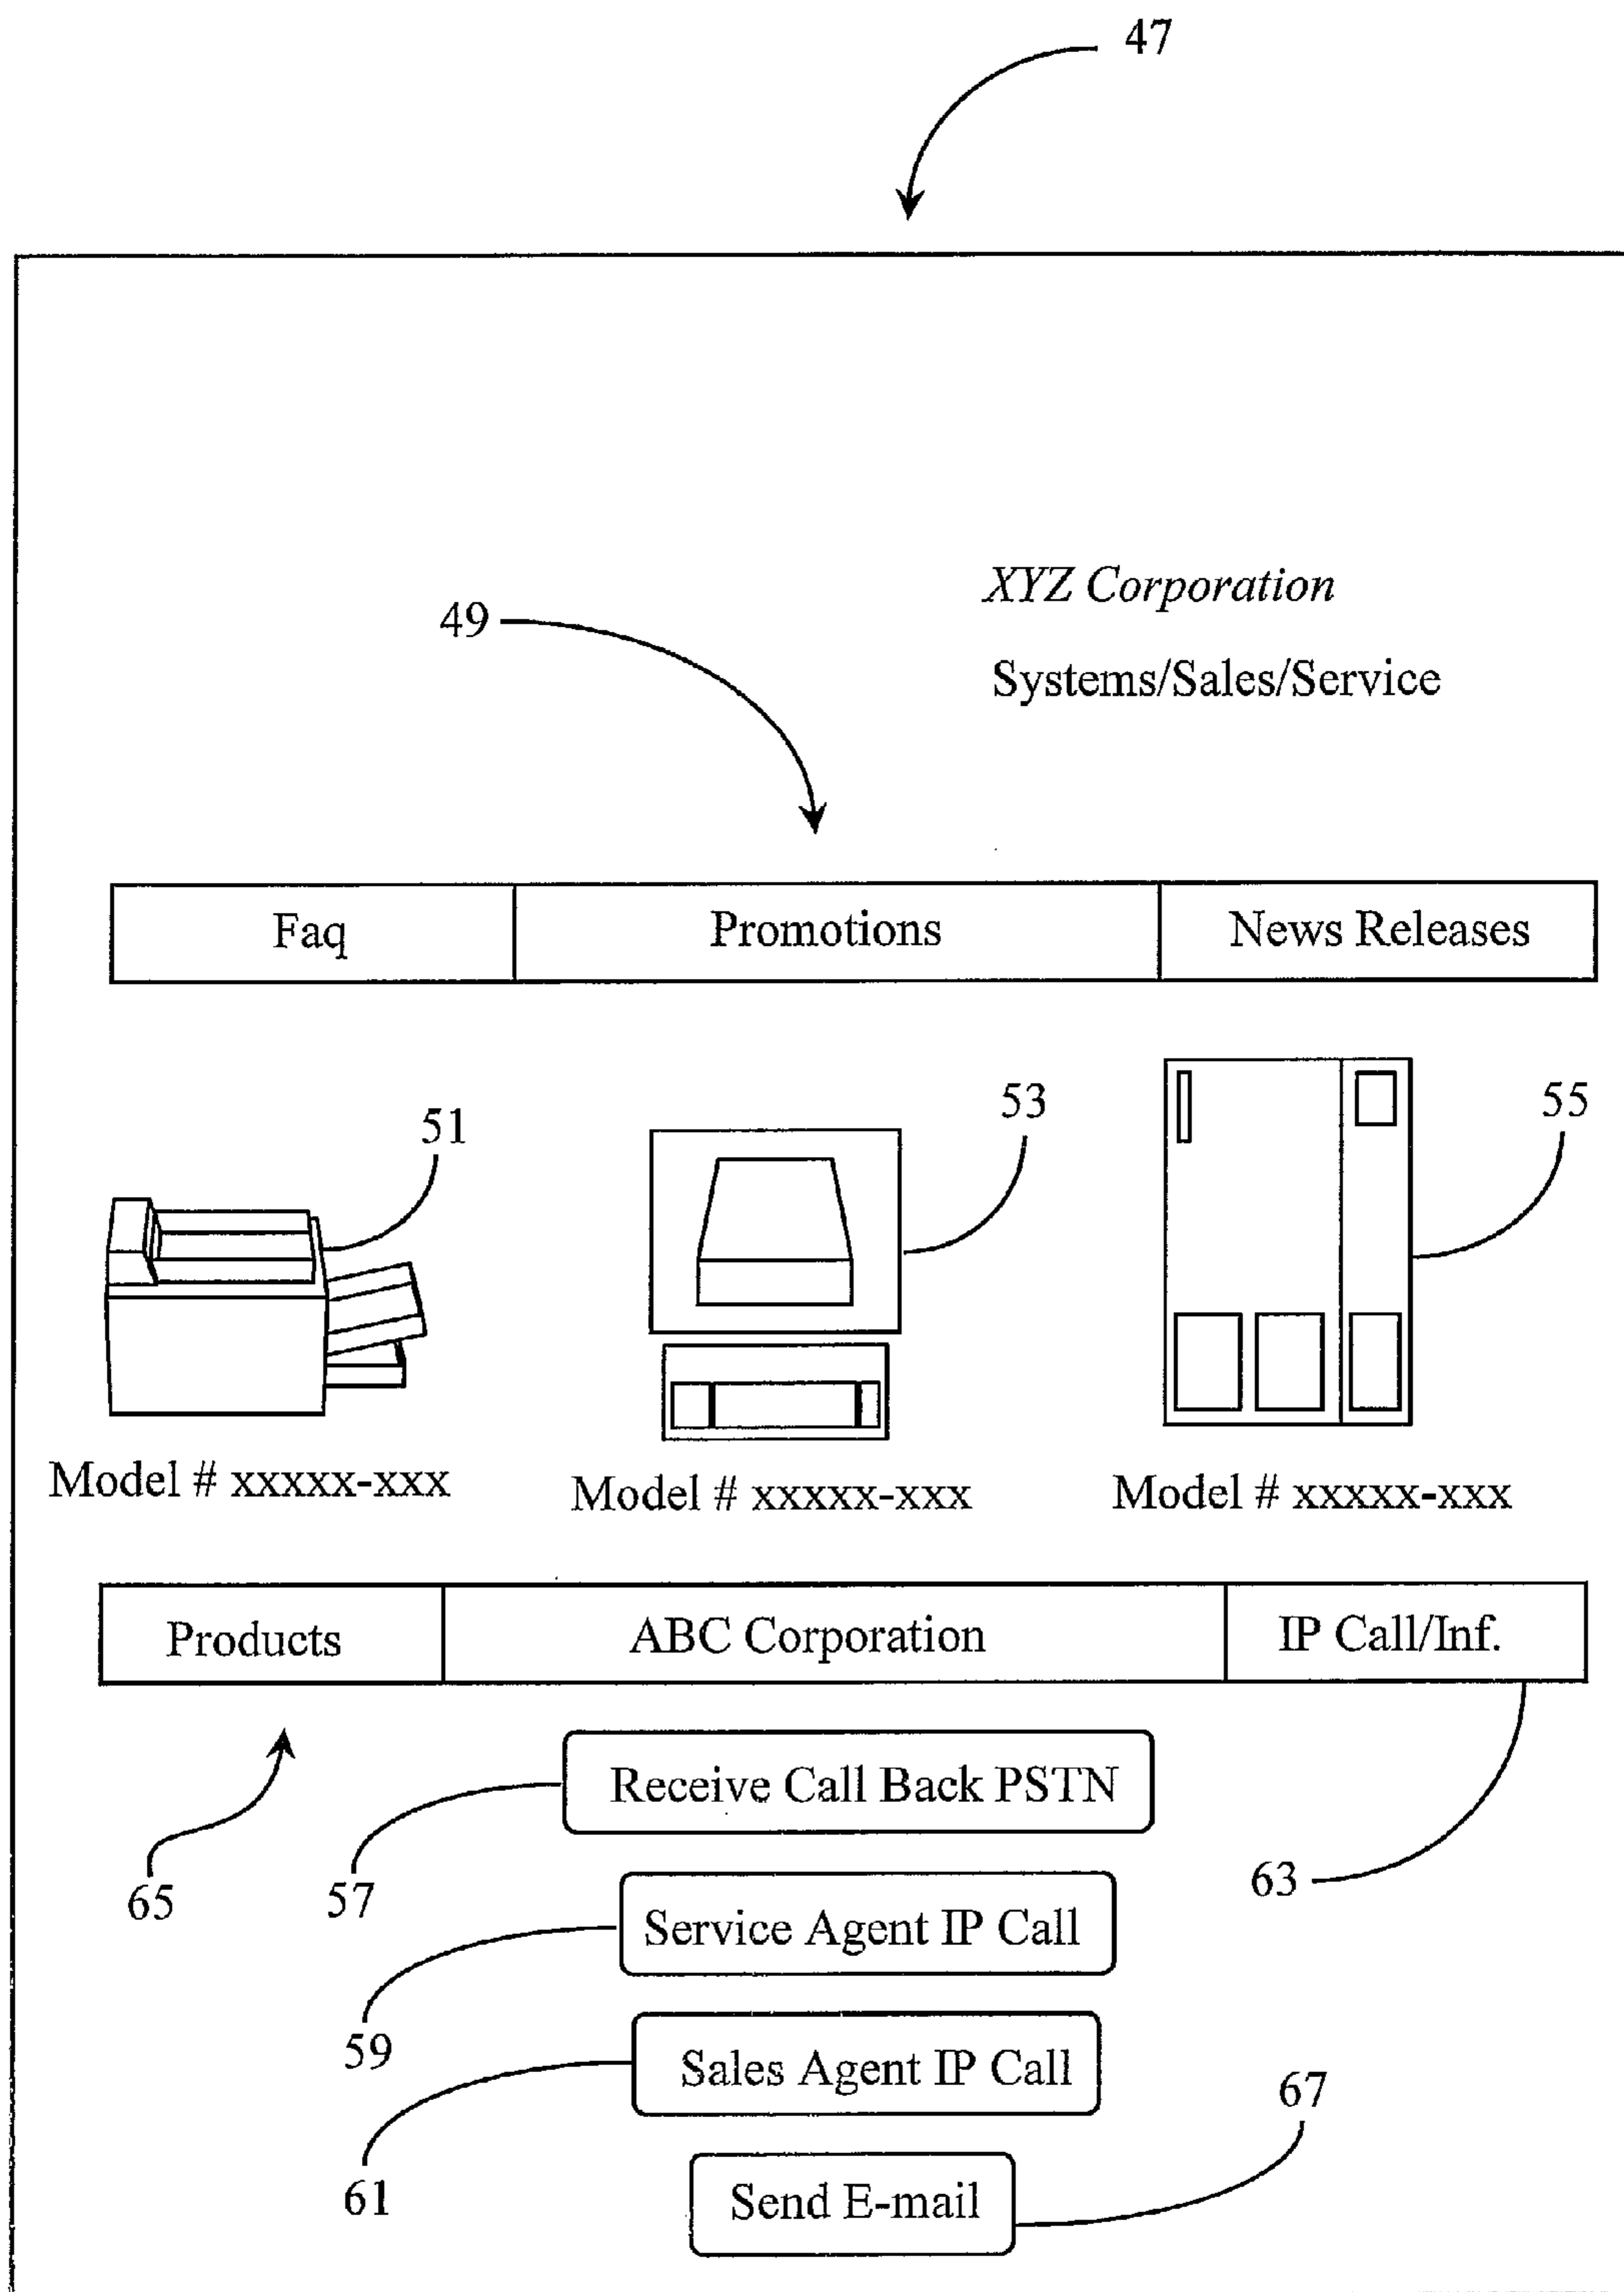 47
XYZ Corporation
49
Systems/Sales/Service
Faq Promotions News Releases
51 53 55
Model # xxxxx-xxx Model # xxxxx-xxx Model # xxxxx-xxx
Products ABC Corporation IP Call/Inf.
Receive Call Back PSTN
65 57 63
Service Agent IP Call
59
Sales Agent IP Call
67
61
Send E-mail